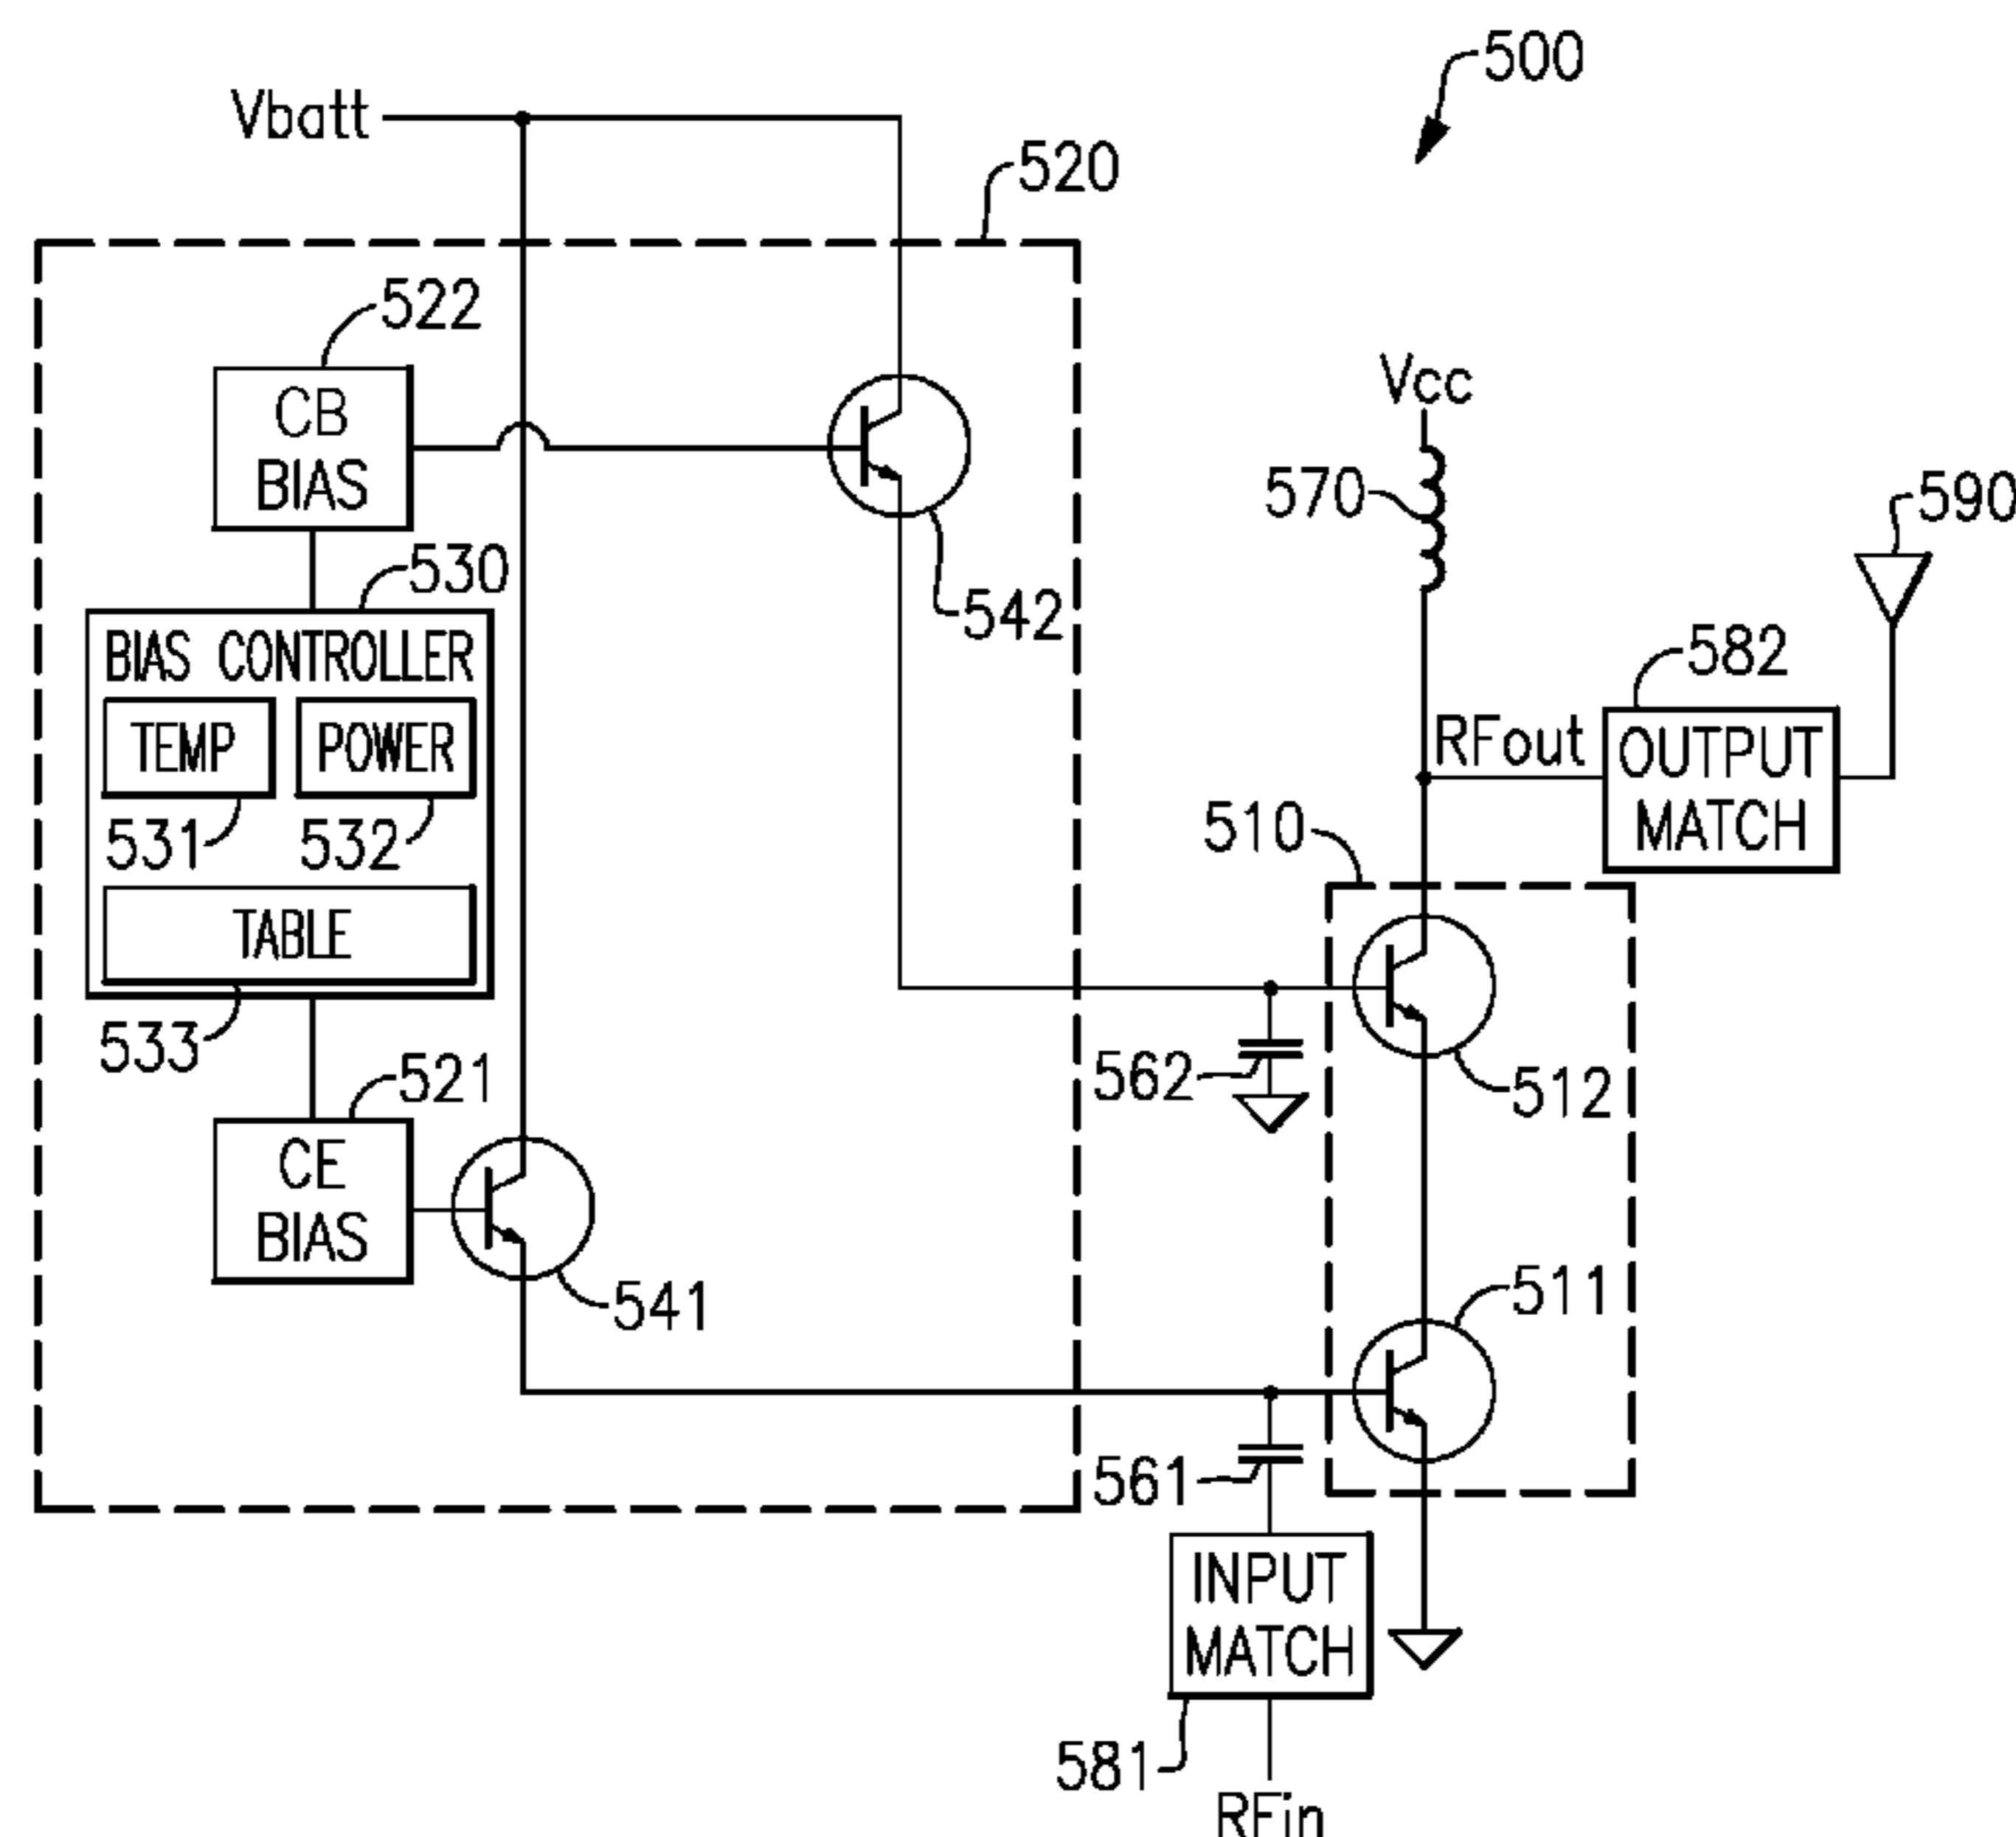 500
Vbatt
520
522
CB
BIAS
Vcc
570
590
530
542
BIAS CONTROLLER
TEMP
POWER
582
RFout
OUTPUT
MATCH
531
532
510
TABLE
533
562
512
521
CE
BIAS
541
511
561
INPUT
MATCH
581
RFin